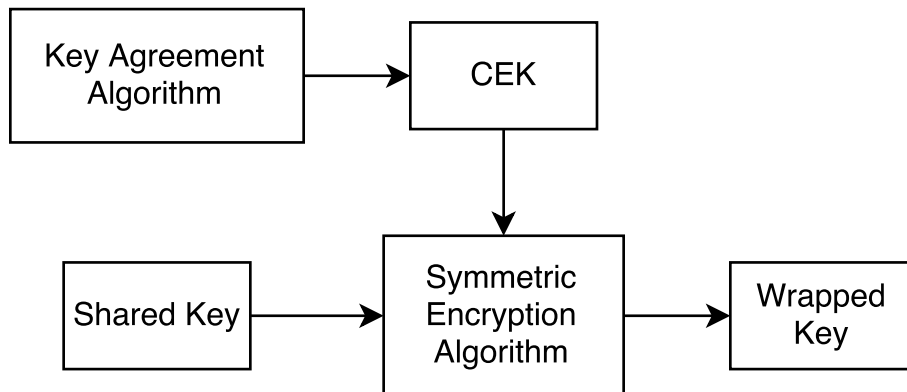 Key Agreement
Algorithm
CEK
Shared Key
Symmetric
Encryption
Algorithm
Wrapped
Key